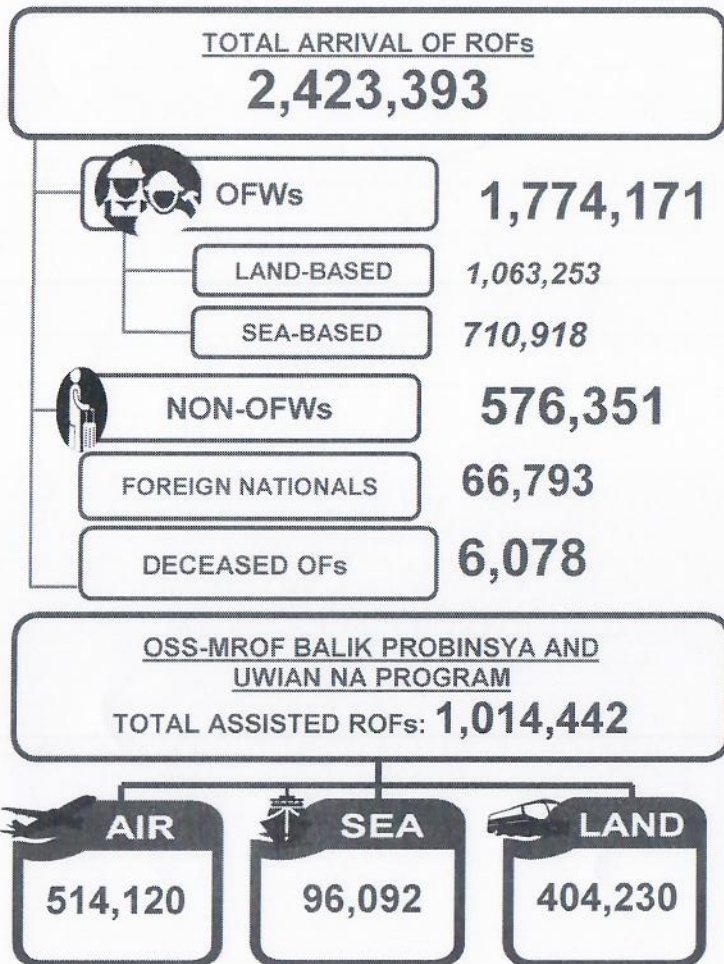 TOTAL ARRIVAL OF ROFs
2,423,393
OFWs 1,774,171
LAND-BASED 1,063,253
SEA-BASED 710,918
NON-OFWs 576,351
FOREIGN NATIONALS 66,793
DECEASED OFs 6,078
OSS-MROF BALIK PROBINSYA AND
UWIAN NA PROGRAM
TOTAL ASSISTED ROFs: 1,014,442
AIR SEA LAND
514,120 96,092 404,230